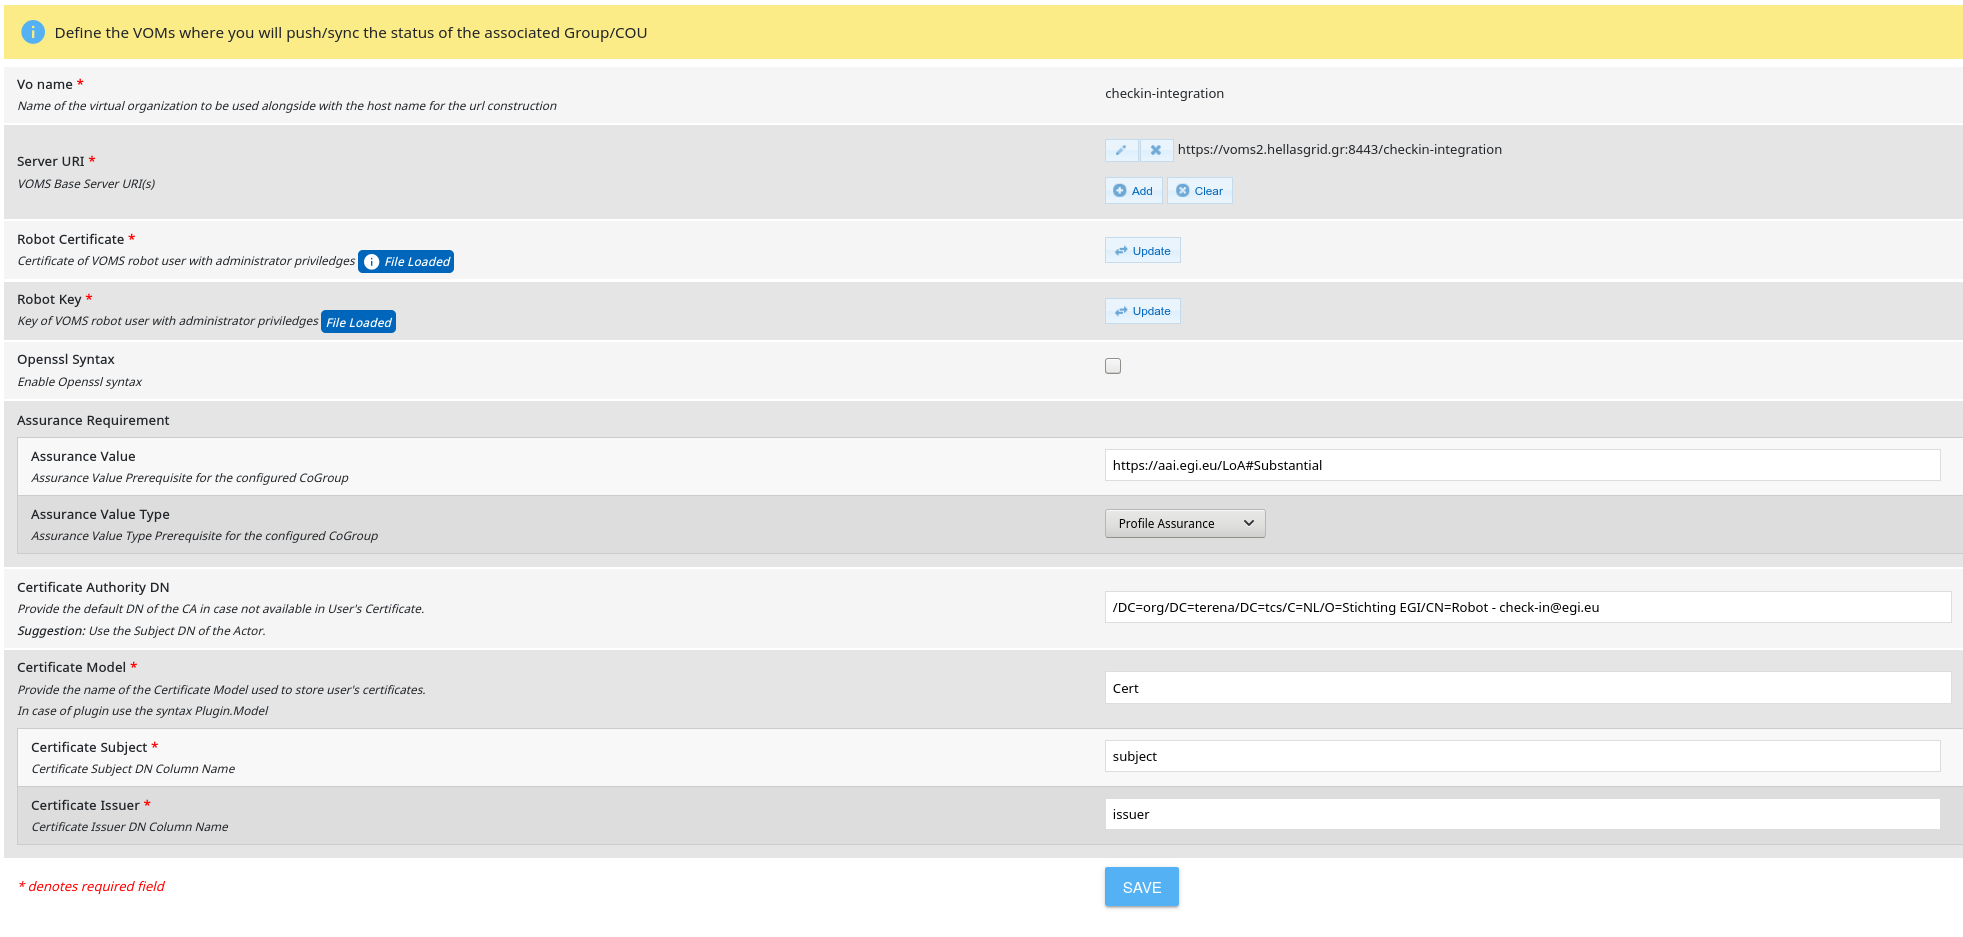 Define the VOMs where you will push/sync the status of the associated Group/COU
Vo name *
Name of the virtual organization to be used alongside with the host name for the url construction
checkin-integration
Server URI *
VOMS Base Server URI(s)
https://voms2.hellasgrid.gr:8443/checkin-integration
Add Clear
Robot Certificate *
Certificate of VOMS robot user with administrator priviledges File Loaded
Update
Robot Key *
Key of VOMS robot user with administrator priviledges File Loaded
Update
Openssl Syntax
Enable Openssl syntax
Assurance Requirement
Assurance Value
Assurance Value Prerequisite for the configured CoGroup
https://aai.egi.eu/LoA#Substantial
Assurance Value Type
Assurance Value Type Prerequisite for the configured CoGroup
Profile Assurance
Certificate Authority DN
Provide the default DN of the CA in case not available in User's Certificate.
Suggestion: Use the Subject DN of the Actor.
/DC=org/DC=terena/DC=tcs/C=NL/O=Stichting EGI/CN=Robot - check-in@egi.eu
Certificate Model *
Provide the name of the Certificate Model used to store user's certificates.
In case of plugin use the syntax Plugin.Model
Cert
Certificate Subject *
Certificate Subject DN Column Name
subject
Certificate Issuer *
Certificate Issuer DN Column Name
issuer
* denotes required field
SAVE